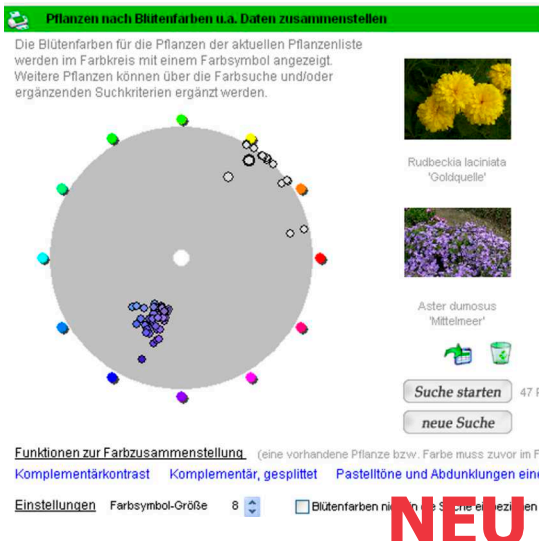 Pflanzen nach Blütenfarben u.a. Daten zusammenstellen
Die Blütenfarben für die Pflanzen der aktuellen Pflanzenliste
werden im Farbkreis mit einem Farbsymbol angezeigt.
Weitere Pflanzen können über die Farbsuche und/oder
ergänzenden Suchkriterien ergänzt werden.
Rudbeckia laciniata
'Goldquelle'
Aster dumosus
'Mittelmeer'
Suche starten 47
neue Suche
Funktionen zur Farbzusammenstellung (eine vorhandene Pflanze bzw. Farbe muss zuvor im F
Komplementärkontrast Komplementär, gesplittet Pastelltöne und Abdunklungen eine
Einstellungen Farbsymbol-Größe 8 Blütenfarben
NEU